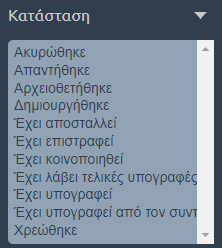 Κατάσταση
Ακυρώθηκε
Απαντήθηκε
Αρχειοθετήθηκε
Δημιουργήθηκε
Έχει αποσταλλεί
Έχει επιστραφεί
Έχει κοινοποιηθεί
Έχει λάβει τελικές υπογραφές
Έχει υπογραφεί
Έχει υπογραφεί από τον συντ
Χρεώθηκε